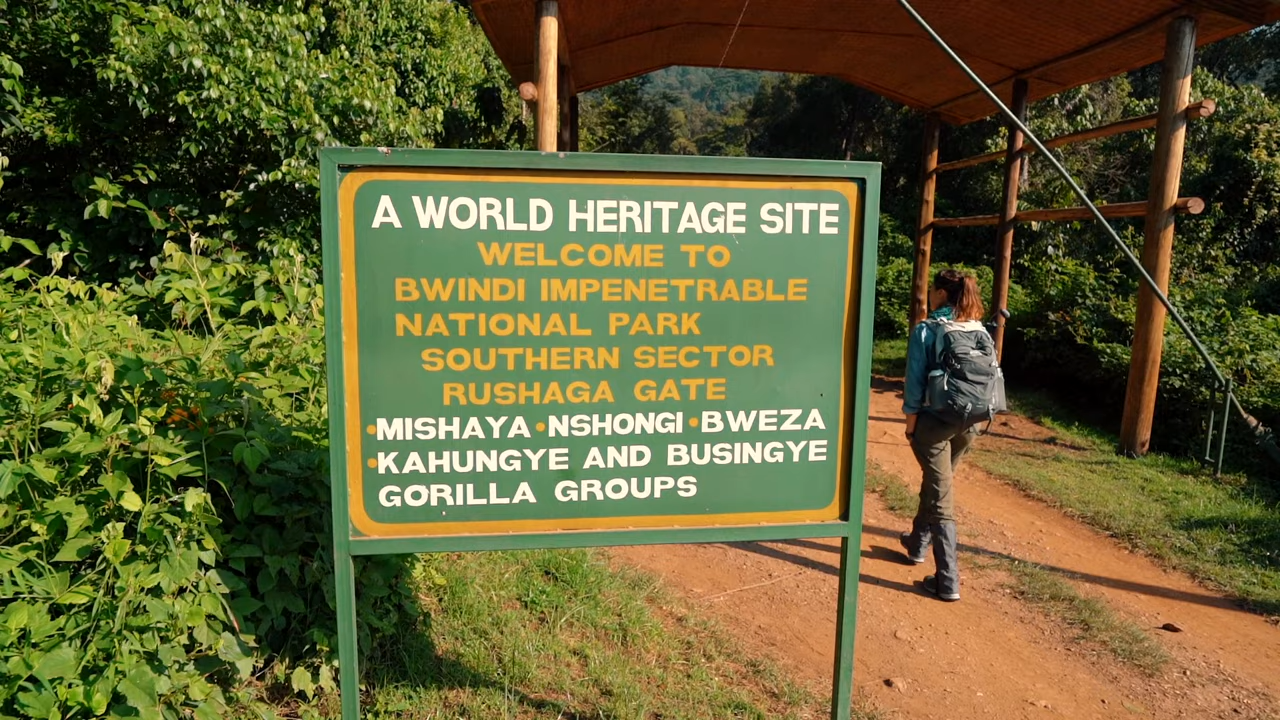 A WORLD HERITAGE SITE
WELCOME TO
BWINDI IMPENETRABLE
NATIONAL PARK
SOUTHERN SECTOR
RUSHAGA GATE
•MISHAYA •NSHONGI •BWEZA
•KAHUNGYE AND BUSINGYE
GORILLA GROUPS